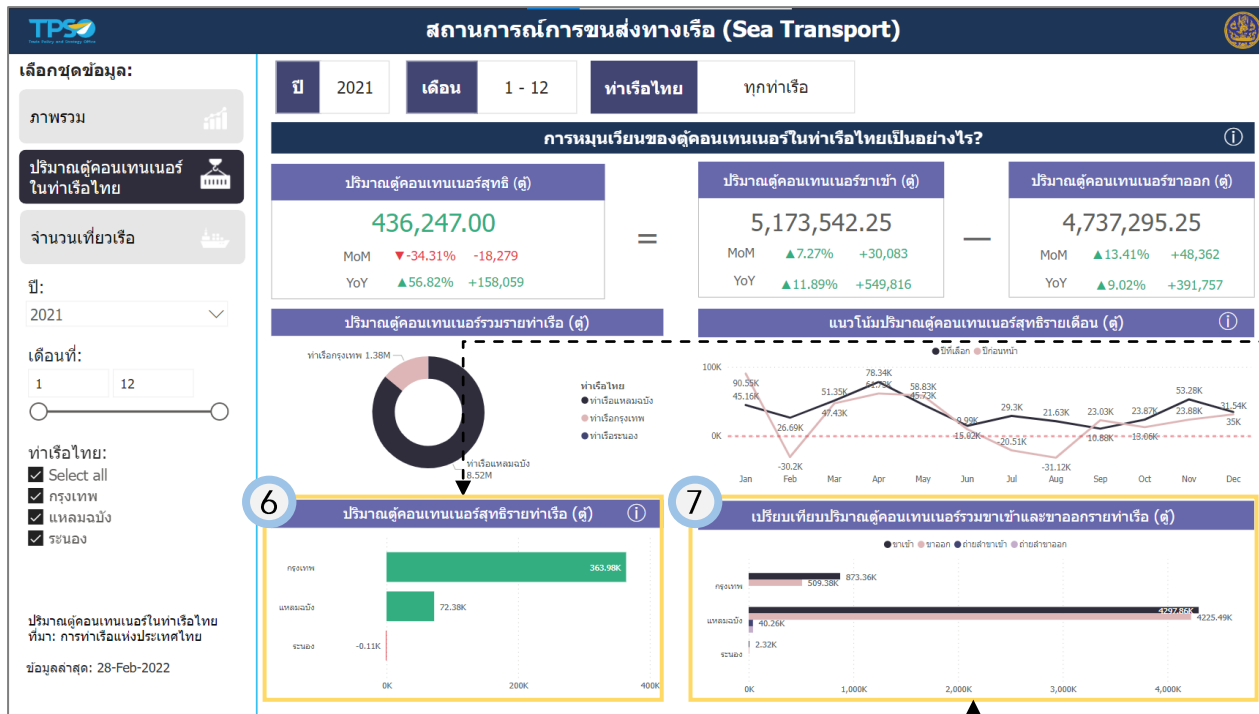 TPSO
Trade Policy and Strategy Office
สถานการณ์การขนส่งทางเรือ (Sea Transport)
เลือกชุดข้อมูล:
ภาพรวม
ปริมาณตู้คอนเทนเนอร์
ในท่าเรือไทย
จำนวนเที่ยวเรือ
ปี:
2021
เดือนที่:
1 12
ท่าเรือไทย:
Select all
กรุงเทพ
แหลมฉบัง
ระนอง
ปริมาณตู้คอนเทนเนอร์ในท่าเรือไทย
ที่มา: การท่าเรือแห่งประเทศไทย
ข้อมูลล่าสุด: 28-Feb-2022
ปี 2021 เดือน 1 - 12 ท่าเรือไทย ทุกท่าเรือ
การหมุนเวียนของตู้คอนเทนเนอร์ในท่าเรือไทยเป็นอย่างไร?
ปริมาณตู้คอนเทนเนอร์สุทธิ (ตู้)
436,247.00
MoM ▼-34.31% -18,279
YoY ▲56.82% +158,059
=
ปริมาณตู้คอนเทนเนอร์ขาเข้า (ตู้)
5,173,542.25
MoM ▲7.27% +30,083
YoY ▲11.89% +549,816
—
ปริมาณตู้คอนเทนเนอร์ขาออก (ตู้)
4,737,295.25
MoM ▲13.41% +48,362
YoY ▲9.02% +391,757
ปริมาณตู้คอนเทนเนอร์รวมรายท่าเรือ (ตู้)
ท่าเรือกรุงเทพ 1.38M
ท่าเรือไทย
ท่าเรือแหลมฉบัง
ท่าเรือกรุงเทพ
ท่าเรือระนอง
ท่าเรือแหลมฉบัง
8.52M
แนวโน้มปริมาณตู้คอนเทนเนอร์สุทธิรายเดือน (ตู้)
ปีที่เลือก ปีก่อนหน้า
100K
0K
90.55K
45.16K
26.69K
-30.2K
51.35K
47.43K
78.34K
61.73K
58.83K
45.73K
9.99K
15.02K
29.3K
-20.51K
21.63K
-31.12K
23.03K
10.88K
23.87K
13.06K
53.28K
23.88K
31.54K
35K
Jan Feb Mar Apr May Jun Jul Aug Sep Oct Nov Dec
6
ปริมาณตู้คอนเทนเนอร์สุทธิรายท่าเรือ (ตู้)
กรุงเทพ 363.98K
แหลมฉบัง 72.38K
ระนอง -0.11K
0K 200K 400K
7
เปรียบเทียบปริมาณตู้คอนเทนเนอร์รวมขาเข้าและขาออกรายท่าเรือ (ตู้)
ขาเข้า ขาออก ถ่ายลำขาเข้า ถ่ายลำขาออก
กรุงเทพ 873.36K
509.38K
แหลมฉบัง 4297.86K
4225.49K
40.26K
ระนอง 2.32K
0K 1,000K 2,000K 3,000K 4,000K